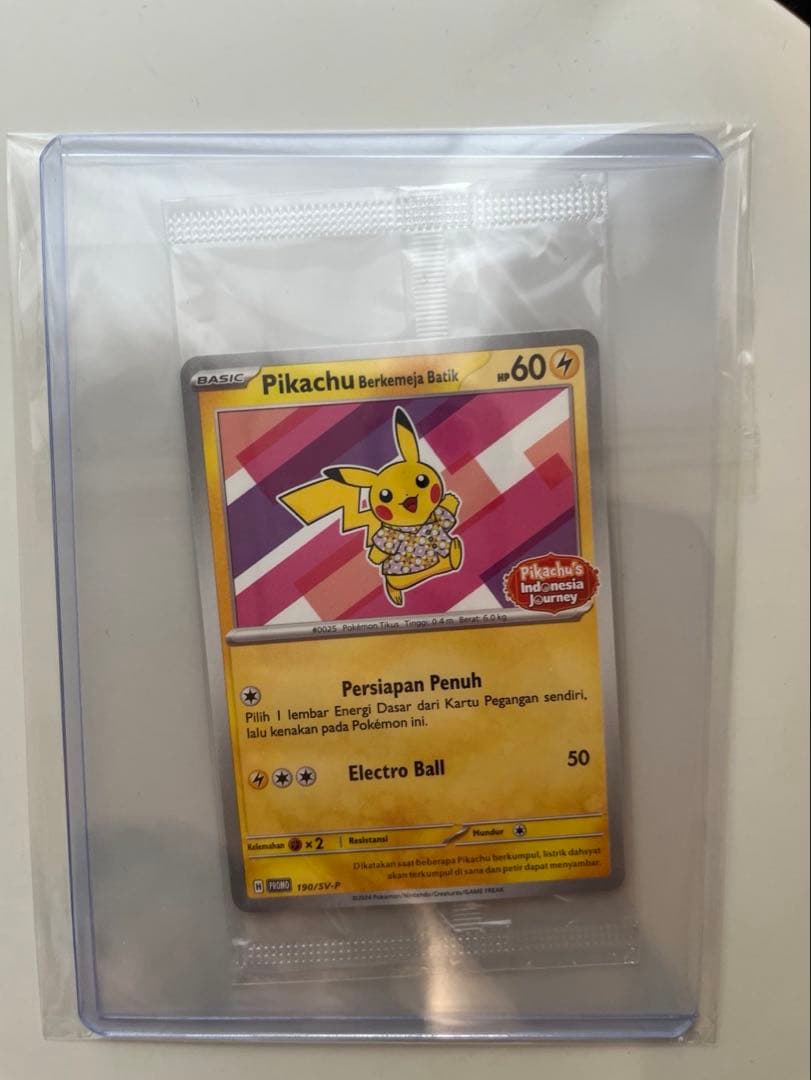 BASIC Pikachu Berkemeja Batik HP 60
Pikachu's
Indonesia
Journey
#0025 Pokémon Tikus Tinggi: 0.4 m Berat: 6.0 kg
Persiapan Penuh
Pilih 1 lembar Energi Dasar dari Kartu Pegangan sendiri,
lalu kenakan pada Pokémon ini.
Electro Ball 50
Kelemahan ×2 Resistansi Mundur
Dikatakan saat beberapa Pikachu berkumpul, listrik dahsyat
akan terkumpul di sana dan petir dapat menyambar.
H PROMO 190/SV-P
©2024 Pokémon/Nintendo/Creatures/GAME FREAK